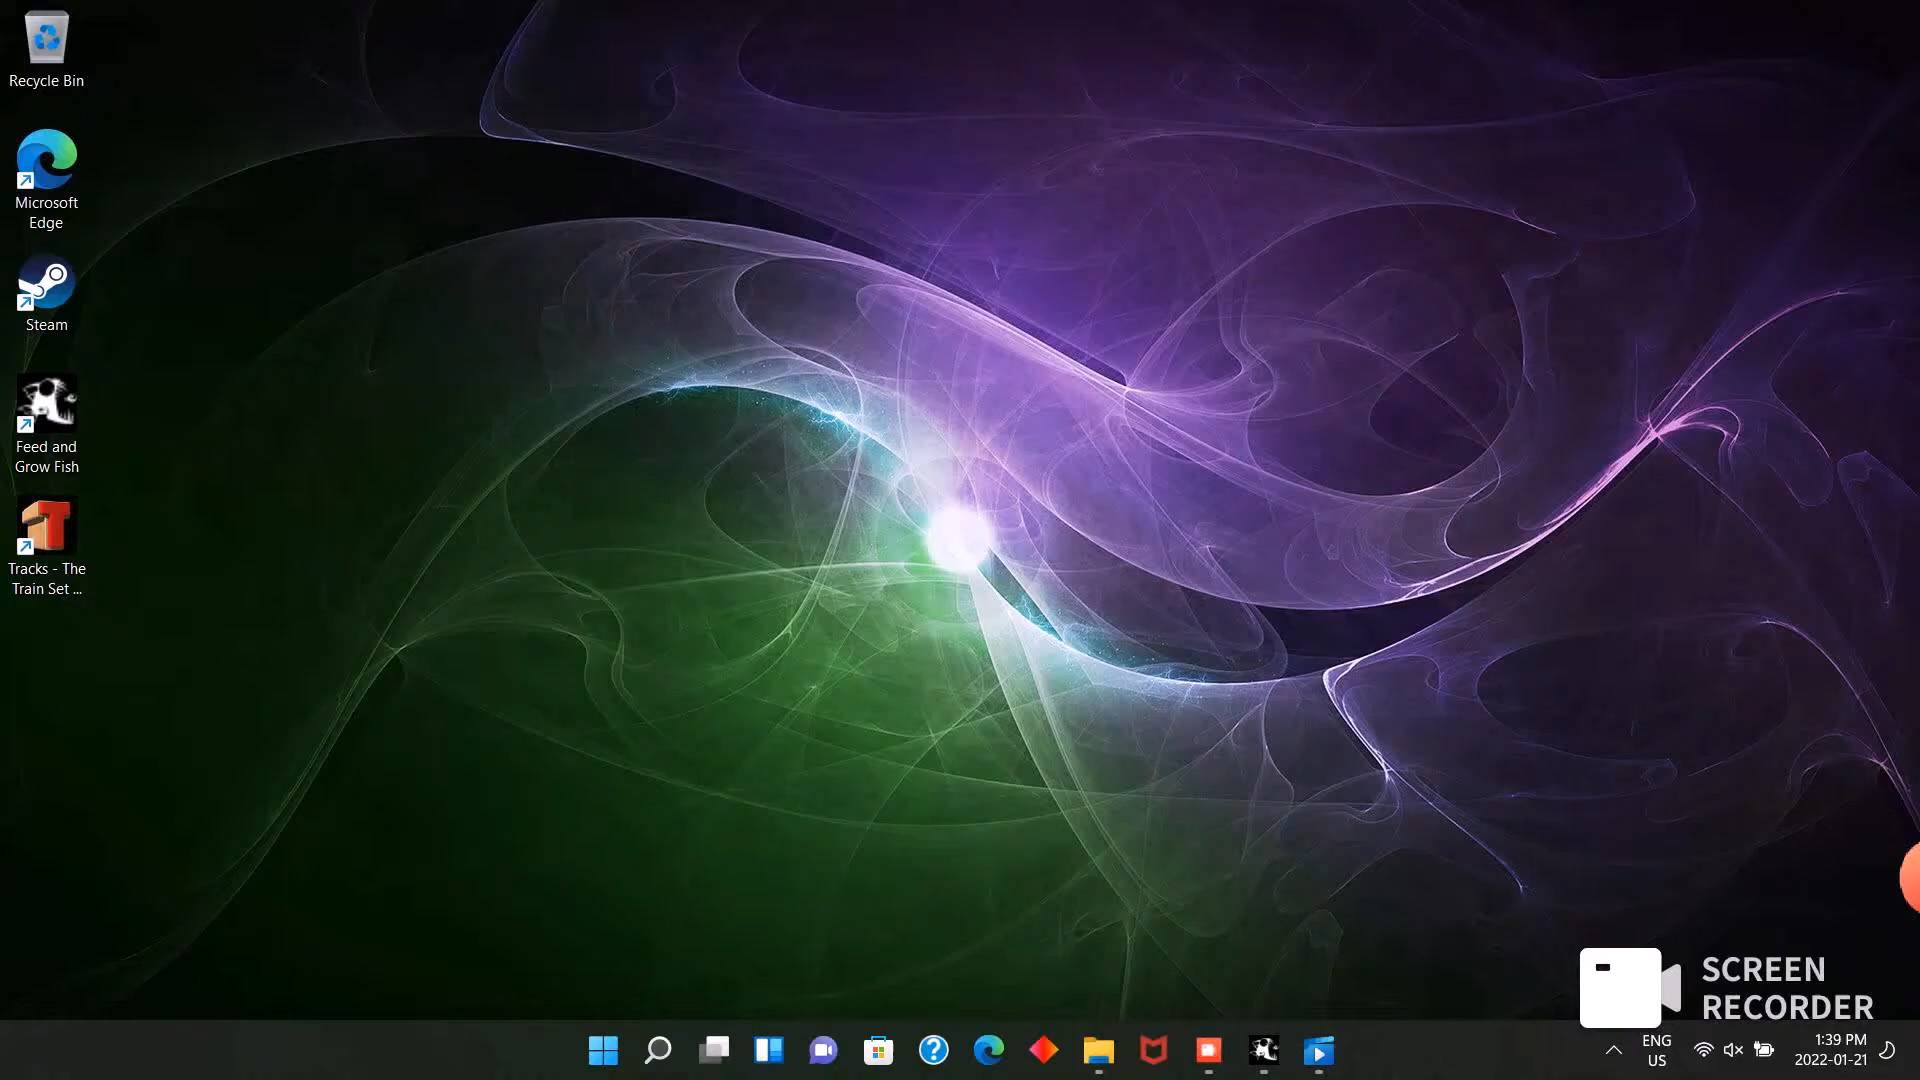 Recycle Bin
Microsoft
Edge
Steam
Feed and
Grow Fish
Tracks - The
Train Set ...
SCREEN
RECORDER
ENG
US
1:39 PM
2022-01-21